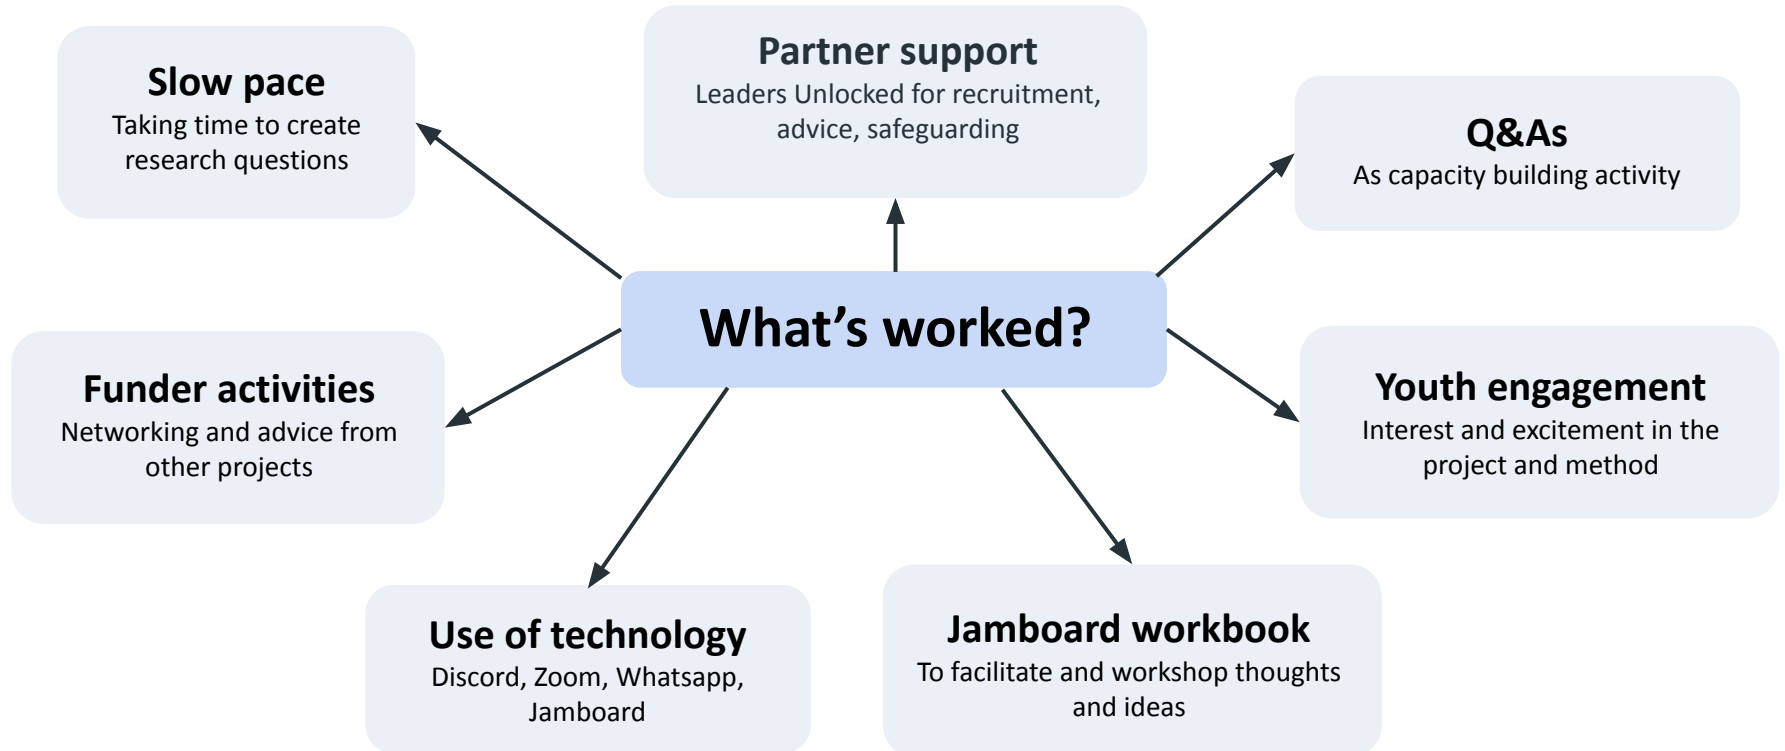 Slow pace
Taking time to create
research questions
Partner support
Leaders Unlocked for recruitment,
advice, safeguarding
Q&As
As capacity building activity
What’s worked?
Funder activities
Networking and advice from
other projects
Youth engagement
Interest and excitement in the
project and method
Use of technology
Discord, Zoom, Whatsapp,
Jamboard
Jamboard workbook
To facilitate and workshop thoughts
and ideas